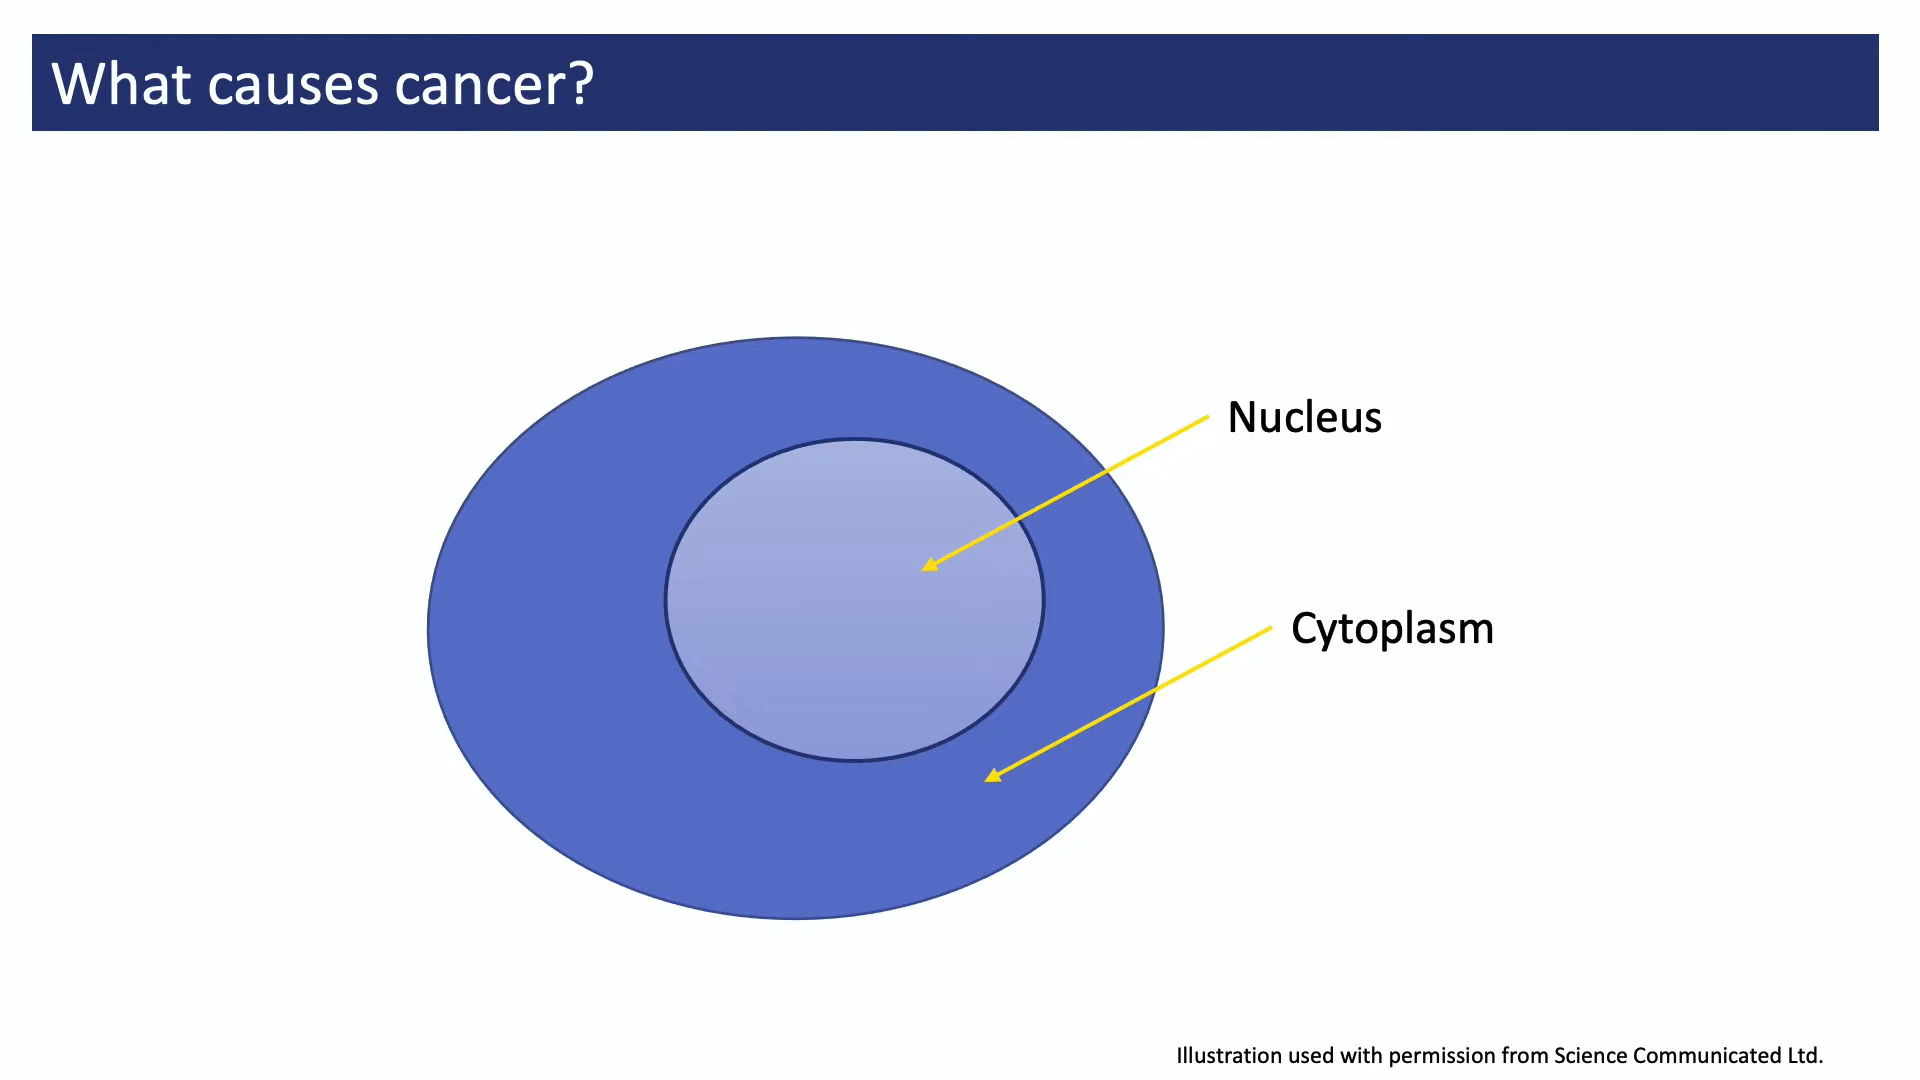 What causes cancer?
Nucleus
Cytoplasm
Illustration used with permission from Science Communicated Ltd.